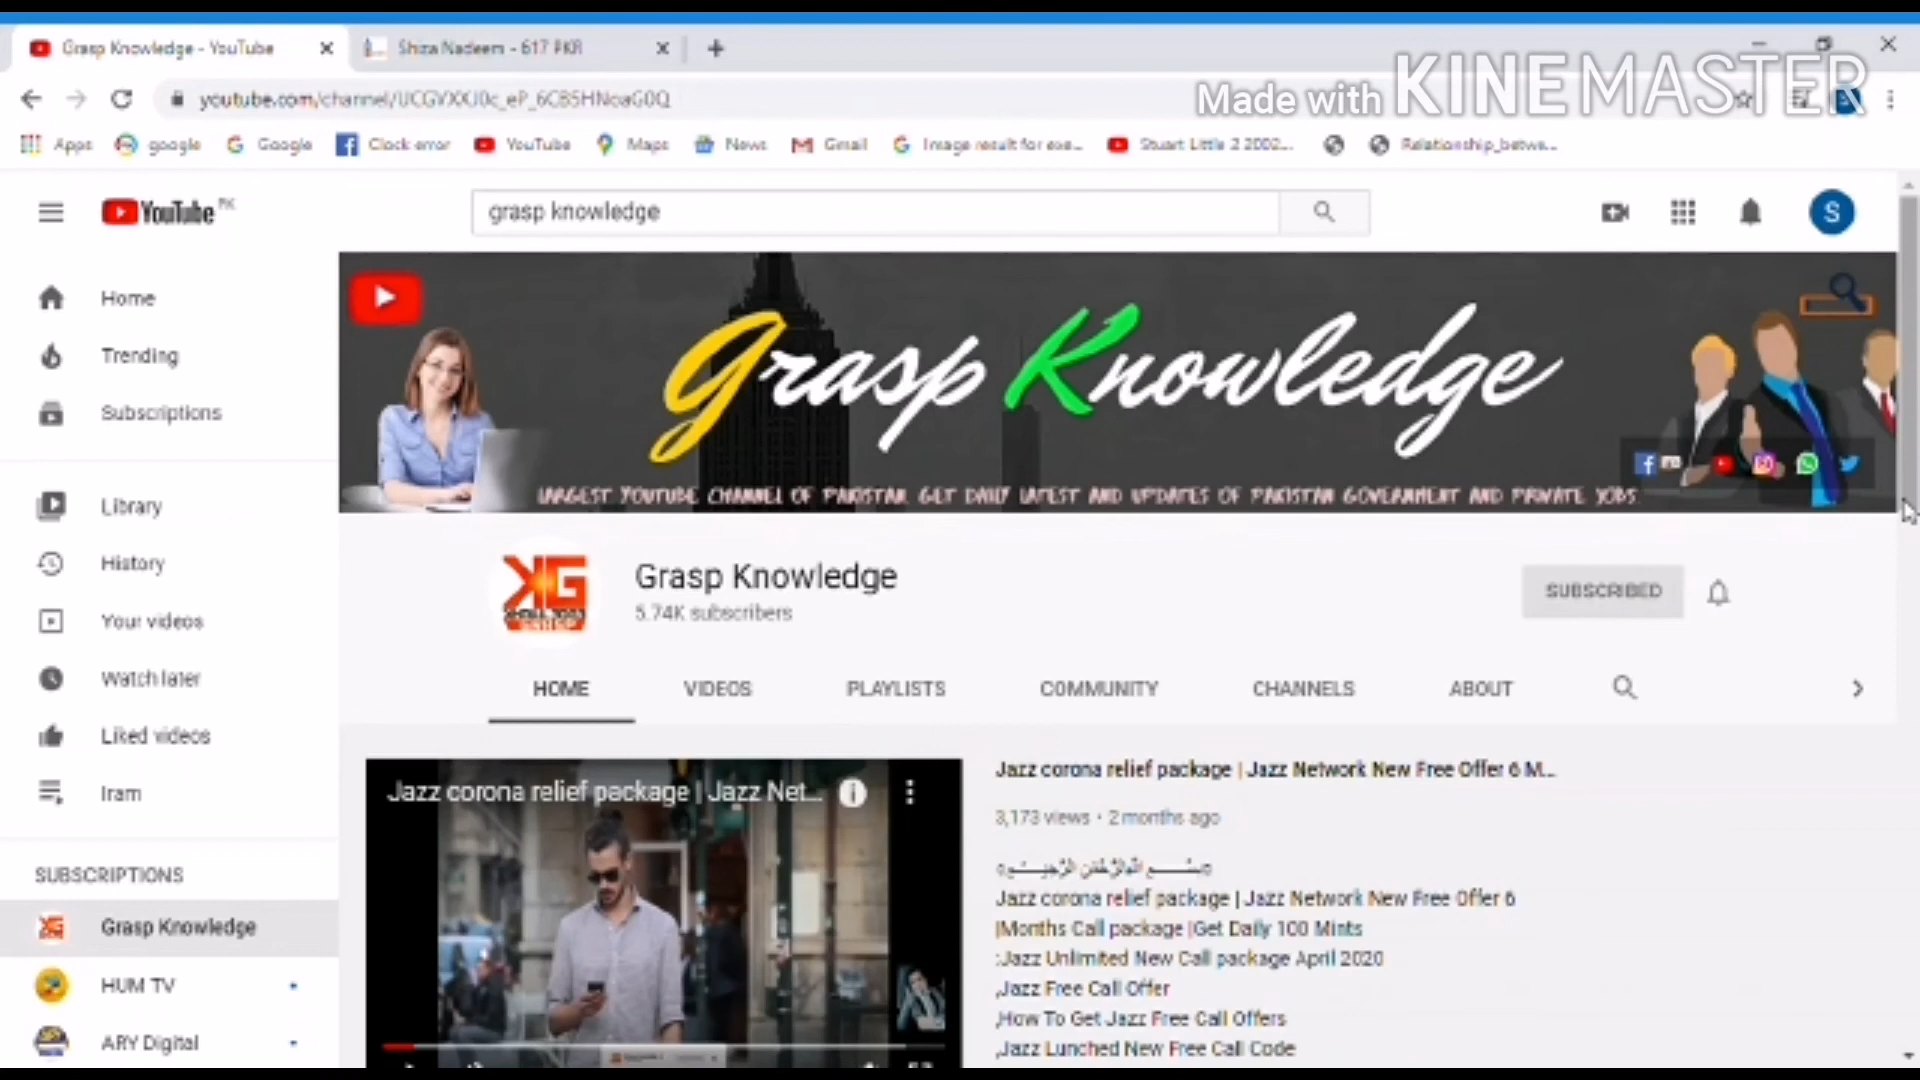 Grasp Knowledge - YouTube
Shiza Nadeem - 617 PKR
Made with KINEMASTER
Apps
google
Google
Clock error
YouTube
Maps
News
Gmail
Image result for exe...
Stuart Little 2 2002...
Relationship_betwe...
YouTube PK
grasp knowledge
S
Home
Trending
Subscriptions
Library
History
Your videos
Watch later
Liked videos
Iram
SUBSCRIPTIONS
Grasp Knowledge
HUM TV
ARY Digital
Grasp Knowledge
LARGEST YOUTUBE CHANNEL OF PAKISTAN. GET DAILY LATEST AND UPDATES OF PAKISTAN GOVERNMENT AND PRIVATE JOBS
KG
Grasp Knowledge
5.74K subscribers
SUBSCRIBED
HOME
VIDEOS
PLAYLISTS
COMMUNITY
CHANNELS
ABOUT
Jazz corona relief package | Jazz Net...
Jazz corona relief package | Jazz Network New Free Offer 6 M...
3,173 views • 2 months ago
Jazz corona relief package | Jazz Network New Free Offer 6
|Months Call package |Get Daily 100 Mints
:Jazz Unlimited New Call package April 2020
,Jazz Free Call Offer
,How To Get Jazz Free Call Offers
,Jazz Lunched New Free Call Code